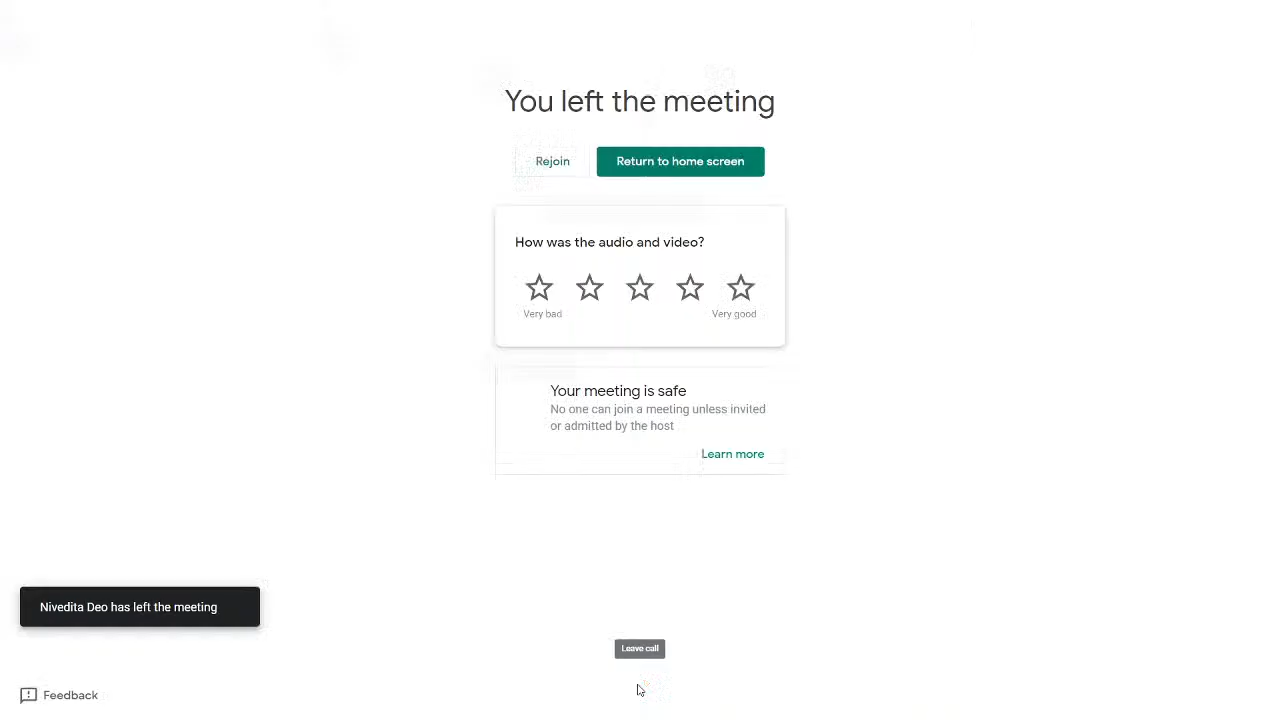 You left the meeting
Rejoin
Return to home screen
How was the audio and video?
Very bad
Very good
Your meeting is safe
No one can join a meeting unless invited
or admitted by the host
Learn more
Nivedita Deo has left the meeting
Leave call
Feedback